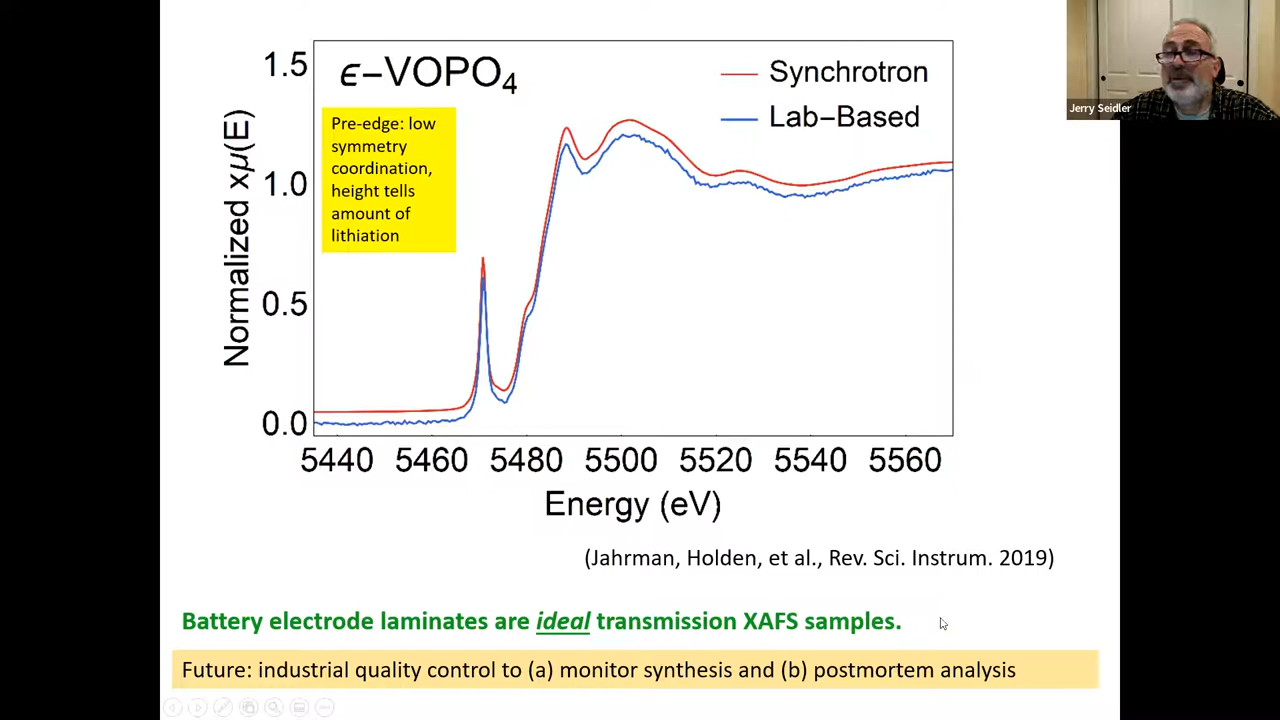 ϵ-VOPO₄
Synchrotron
Lab-Based
Pre-edge: low
symmetry
coordination,
height tells
amount of
lithiation
Normalized xμ(E)
1.5
1.0
0.5
0.0
5440 5460 5480 5500 5520 5540 5560
Energy (eV)
(Jahrman, Holden, et al., Rev. Sci. Instrum. 2019)
Battery electrode laminates are ideal transmission XAFS samples.
Future: industrial quality control to (a) monitor synthesis and (b) postmortem analysis
Jerry Seidler